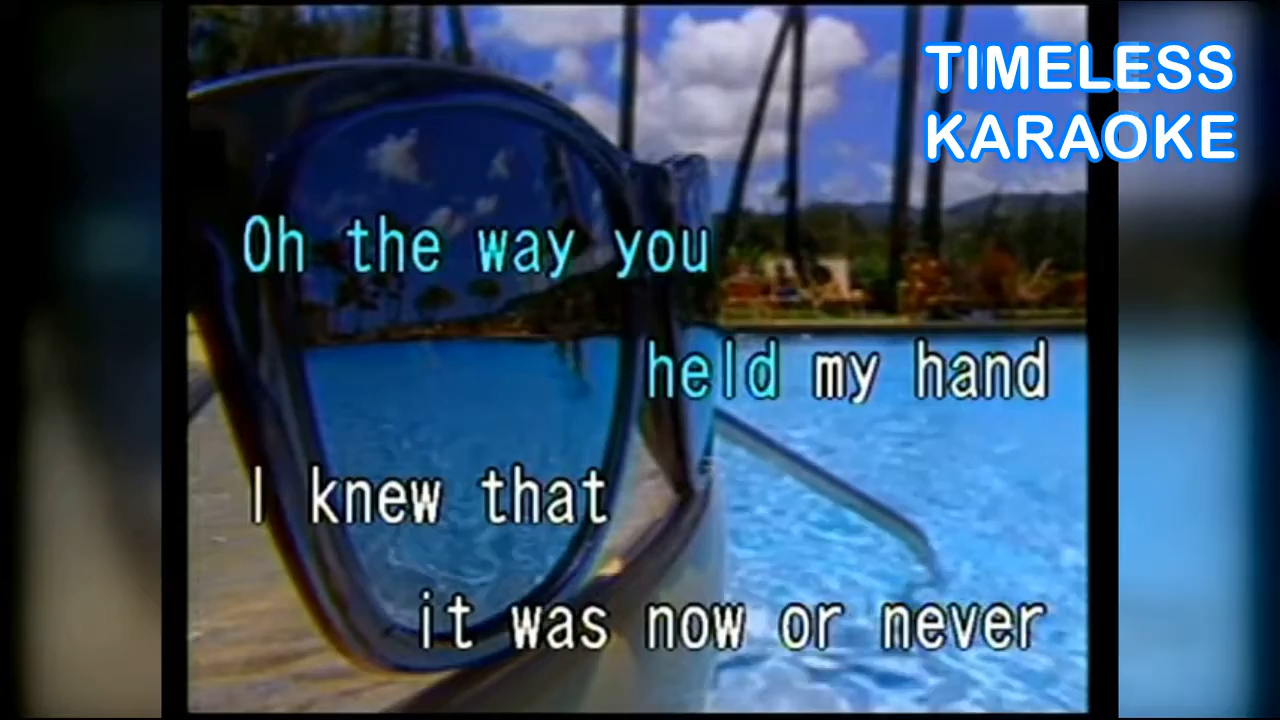 TIMELESS
KARAOKE
Oh the way you
held my hand
I knew that
it was now or never